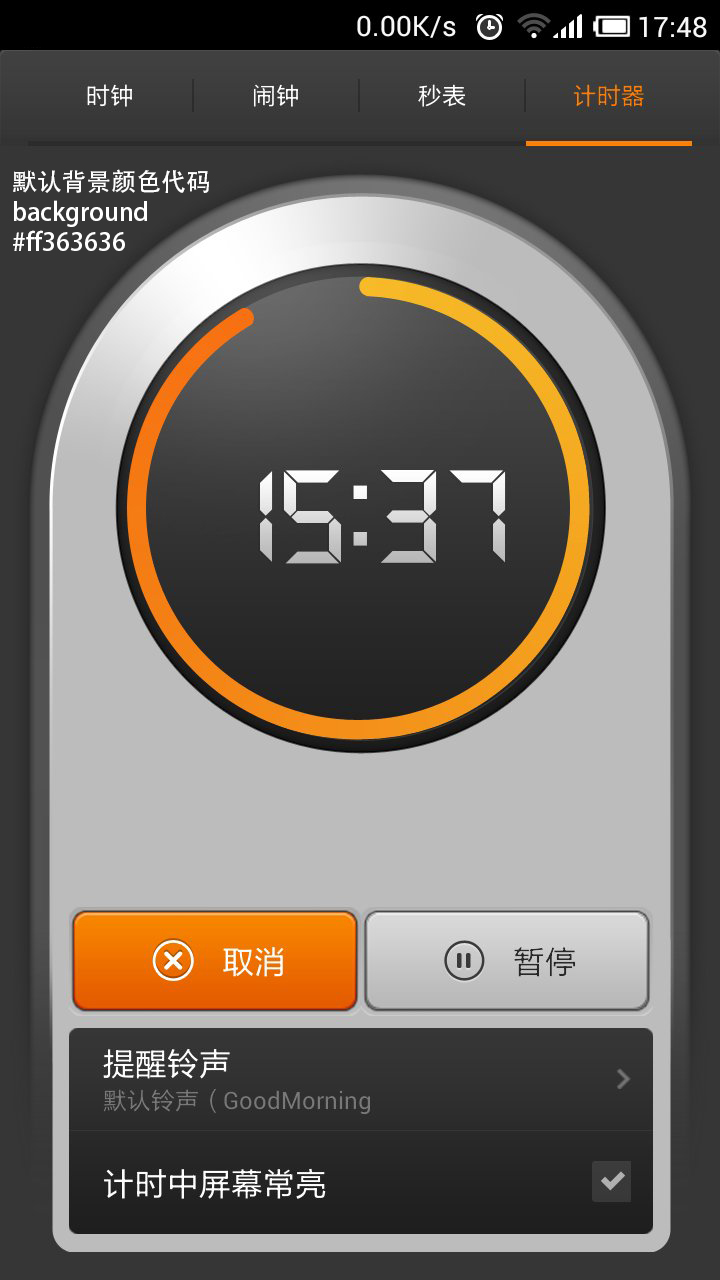 0.00K/s 17:48
时钟 闹钟 秒表 计时器
默认背景颜色代码
background
#ff363636
15:37
取消 暂停
提醒铃声
默认铃声（GoodMorning
计时中屏幕常亮